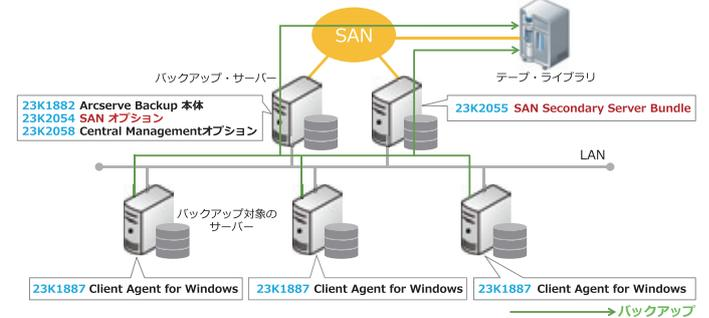 SAN
バックアップ・サーバー
テープ・ライブラリ
23K1882 Arcserve Backup 本体
23K2054 SAN オプション
23K2058 Central Managementオプション
23K2055 SAN Secondary Server Bundle
LAN
バックアップ対象の
サーバー
23K1887 Client Agent for Windows
23K1887 Client Agent for Windows
23K1887 Client Agent for Windows
バックアップ